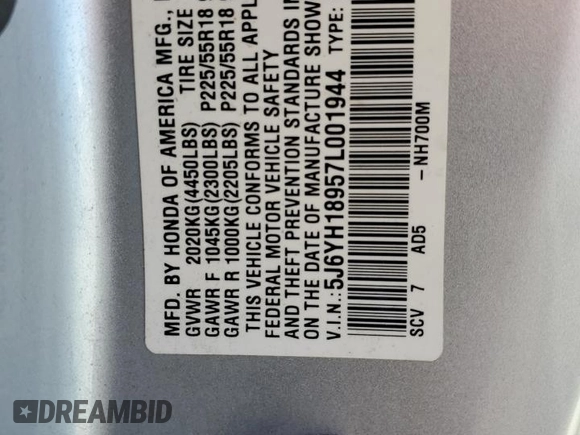 MFD. BY HONDA OF AMERICA MFG.,
GVWR 2020KG(4450LBS) TIRE SIZE
GAWR F 1045KG(2300LBS) P225/55R18
GAWR R 1000KG(2205LBS) P225/55R18
THIS VEHICLE CONFORMS TO ALL APPL
FEDERAL MOTOR VEHICLE SAFETY
AND THEFT PREVENTION STANDARDS IN
ON THE DATE OF MANUFACTURE SHOW
V.I.N.:5J6YH18957L001944 TYPE:
SCV 7 AD5 -NH700M
DREAMBID